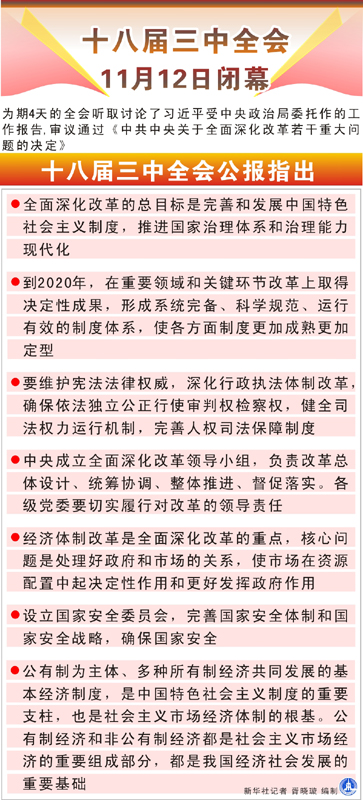 十八届三中全会
11月12日闭幕
为期4天的全会听取讨论了习近平受中央政治局委托作的工
作报告,审议通过《中共中央关于全面深化改革若干重大问
题的决定》
十八届三中全会公报指出
●全面深化改革的总目标是完善和发展中国特色
社会主义制度，推进国家治理体系和治理能力
现代化
●到2020年，在重要领域和关键环节改革上取得
决定性成果，形成系统完备、科学规范、运行
有效的制度体系，使各方面制度更加成熟更加
定型
●要维护宪法法律权威，深化行政执法体制改革，
确保依法独立公正行使审判权检察权，健全司
法权力运行机制，完善人权司法保障制度
●中央成立全面深化改革领导小组，负责改革总
体设计、统筹协调、整体推进、督促落实。各
级党委要切实履行对改革的领导责任
●经济体制改革是全面深化改革的重点，核心问
题是处理好政府和市场的关系，使市场在资源
配置中起决定性作用和更好发挥政府作用
●设立国家安全委员会，完善国家安全体制和国
家安全战略，确保国家安全
●公有制为主体、多种所有制经济共同发展的基
本经济制度，是中国特色社会主义制度的重要
支柱，也是社会主义市场经济体制的根基。公
有制经济和非公有制经济都是社会主义市场经
济的重要组成部分，都是我国经济社会发展的
重要基础
新华社记者 胥晓璇 编制